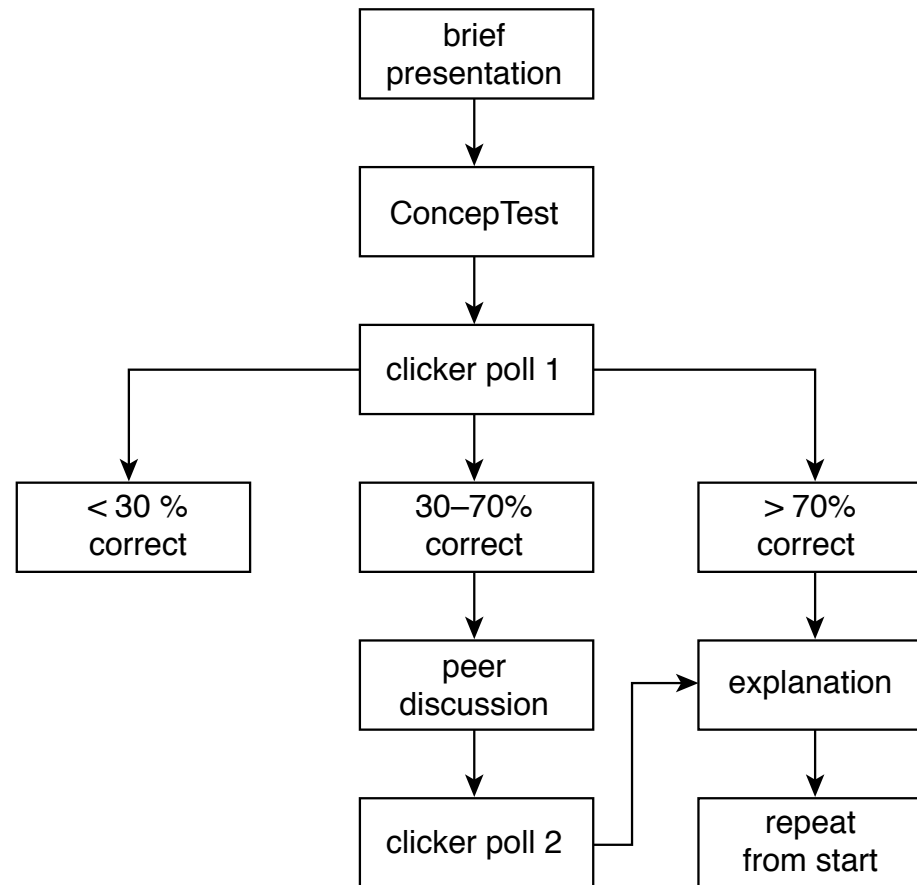 brief
presentation
ConcepTest
clicker poll 1
< 30 %
correct
30–70%
correct
> 70%
correct
peer
discussion
explanation
clicker poll 2
repeat
from start